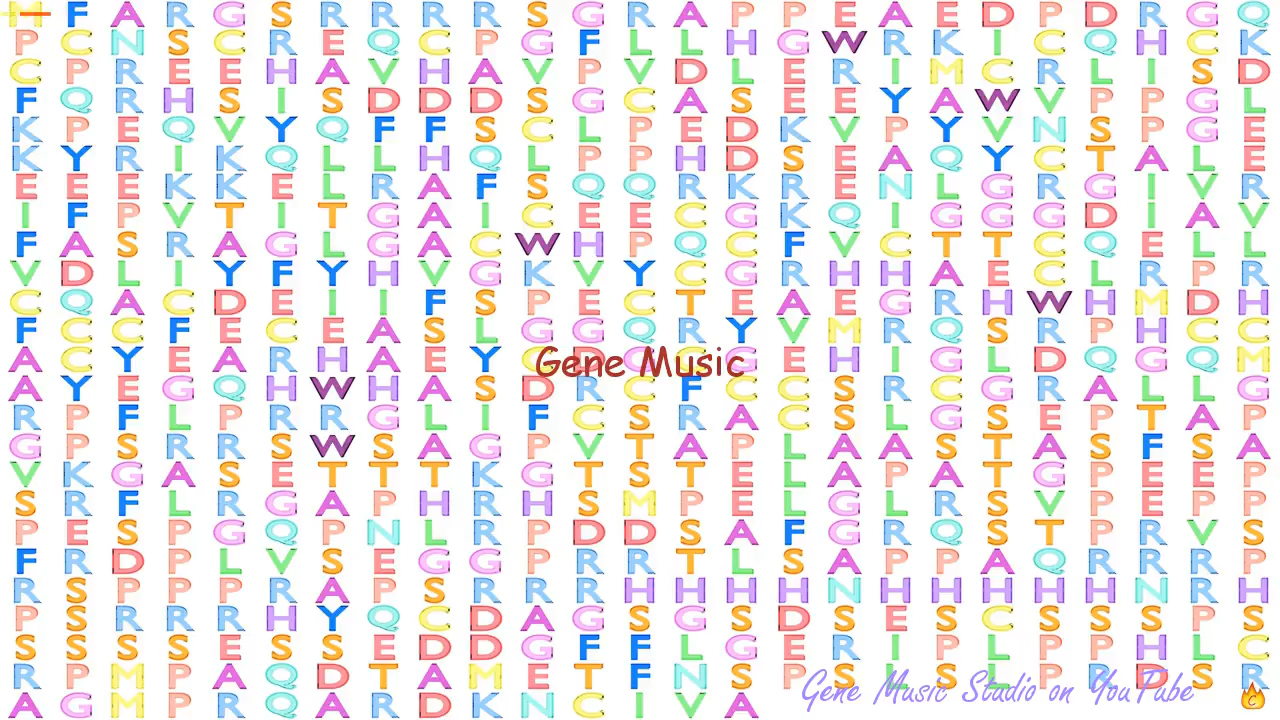 M F A R G S R R R R S G R A P P E A E D P D R G Q
P C N S C R E Q C P G F L L H G W R K I C Q H C K
C P R E E H A V H A V P V D L E R I M C R L I S D
F Q R H S I S D D D S G C A S E E Y A W V P P G L
K P E Q V Y Q F F S C L P E D K V P Y V N S P G E
K Y R I K Q L L H Q L P P H D S E A Q Y C T A L E
E E E K K E L R A F S Q Q R K R E N L G R G I V R
I F P V T I T G A I C E E C G K Q I G G G D I A V
F A S R A G L G A C W H P Q C F V C T T C Q E L L
V D L I Y F Y H V G K V Y C G R H H A E C L R P R
C Q A C D E I I F S P E C T E A E G R H W H M D H
F C C F E C E A S L G G Q R Y V M R Q S R P H C C
A C Y E A R H A E Y C D G G G E H I G L D Q G Q M
Gene Music
A Y E G Q H W H A S D R C F C C S R C G R A L L G
R P F L P R R G L I F C S R A C S L G S E P T A P
G P S R R S W S A G P V T A P L A A S T A S F S A
V K G A S E T T T K G T S T E L A P A T G P E E P
S R F L R G A P H R H S M P E L G L R S V P E P P
P E S P G Q P N L R P D D S A F G R Q S T P R V S
F R D P L V S E G G P R R T L S A P P A Q R R R P
R S P P P R A P S R R R H H H H N H H H H H N R H
P S S R R H Y Q C D A G S G S D S E S C S S S P S
S S S S E S S E D D G F F L G E R I P L P P H L C
R P M P A Q D T A M E T F N S P S L S L P R D S R
Gene Music Studio on YouTube
A G M P R Q A R D K N C I V A